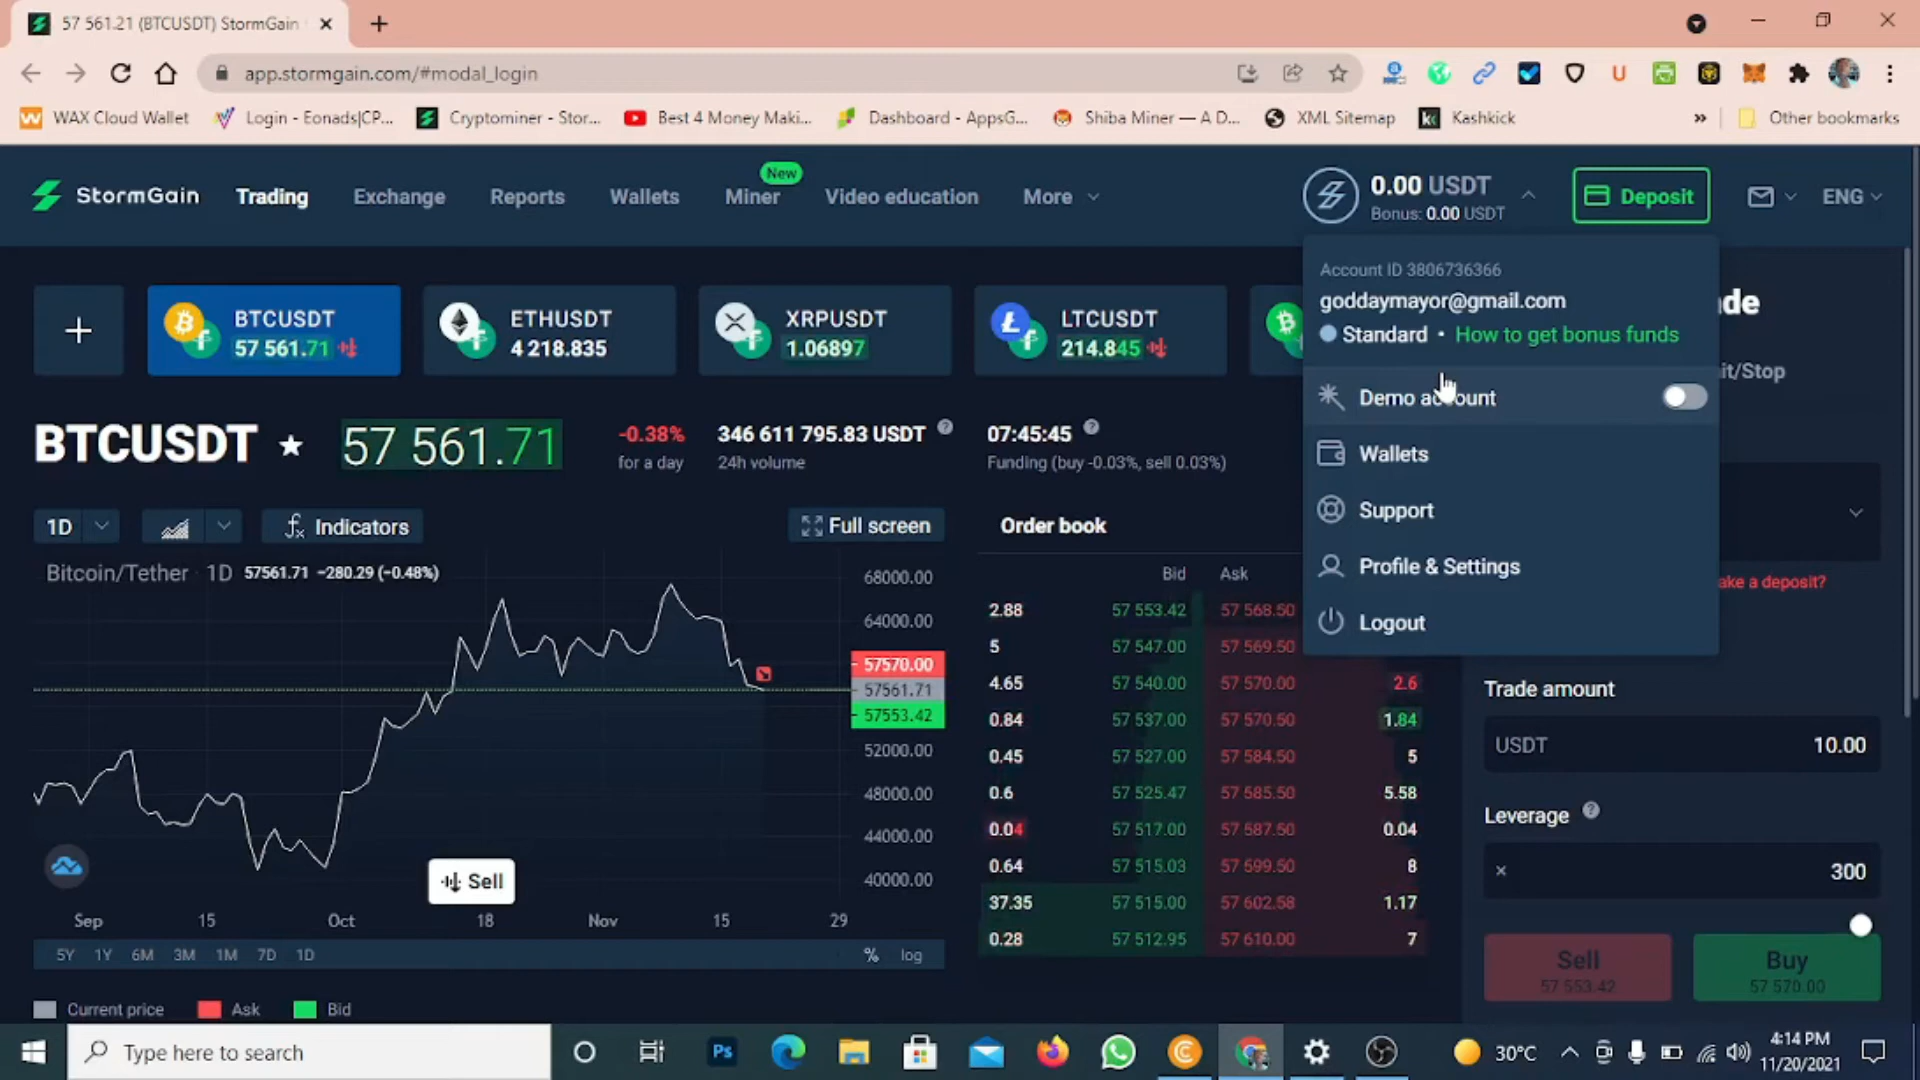 57 561.21 (BTCUSDT) StormGain
app.stormgain.com/#modal_login
WAX Cloud Wallet
Login - Eonads|CP...
Cryptominer - Stor...
Best 4 Money Maki...
Dashboard - AppsG...
Shiba Miner — A D...
XML Sitemap
Kashkick
»
Other bookmarks
StormGain
Trading
Exchange
Reports
Wallets
Miner
New
Video education
More
0.00 USDT
Bonus: 0.00 USDT
Deposit
ENG
Account ID 3806736366
goddaymayor@gmail.com
Standard • How to get bonus funds
Demo account
Wallets
Support
Profile & Settings
Logout
BTCUSDT
57 561.71
ETHUSDT
4 218.835
XRPUSDT
1.06897
LTCUSDT
214.845
de
it/Stop
BTCUSDT
57 561.71
-0.38%
for a day
346 611 795.83 USDT
24h volume
07:45:45
Funding (buy -0.03%, sell 0.03%)
1D
fx Indicators
Full screen
Order book
Bitcoin/Tether 1D 57561.71 −280.29 (−0.48%)
68000.00
64000.00
57570.00
57561.71
57553.42
52000.00
48000.00
44000.00
40000.00
Sell
Sep 15 Oct 18 Nov 15 29
5Y 1Y 6M 3M 1M 7D 1D
% log
Current price Ask Bid
Bid Ask
2.88 57 553.42 57 568.50
5 57 547.00 57 569.50
4.65 57 540.00 57 570.00 2.6
0.84 57 537.00 57 570.50 1.84
0.45 57 527.00 57 584.50 5
0.6 57 525.47 57 585.50 5.58
0.04 57 517.00 57 587.50 0.04
0.64 57 515.03 57 599.50 8
37.35 57 515.00 57 602.58 1.17
0.28 57 512.95 57 610.00 7
ake a deposit?
Trade amount
USDT 10.00
Leverage
× 300
Sell
57 553.42
Buy
57 570.00
Type here to search
Ps
30°C
4:14 PM
11/20/2021